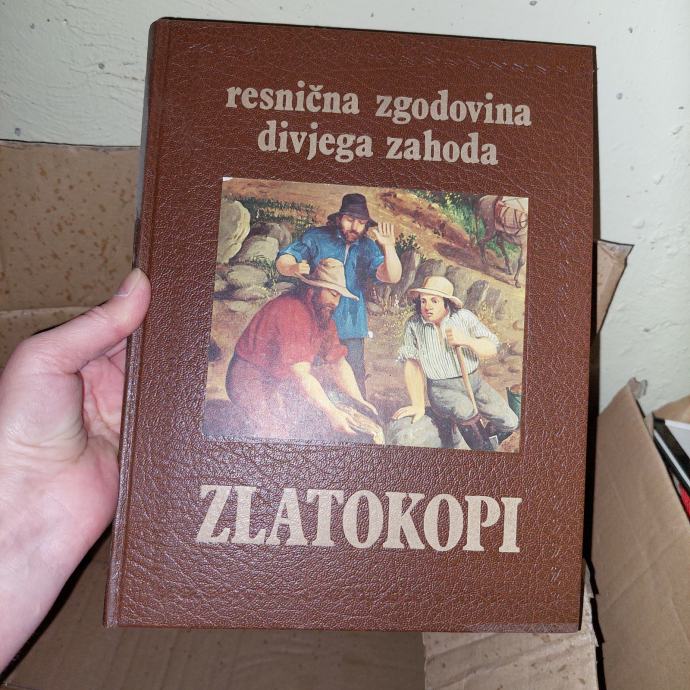 resnična zgodovina
divjega zahoda
ZLATOKOPI